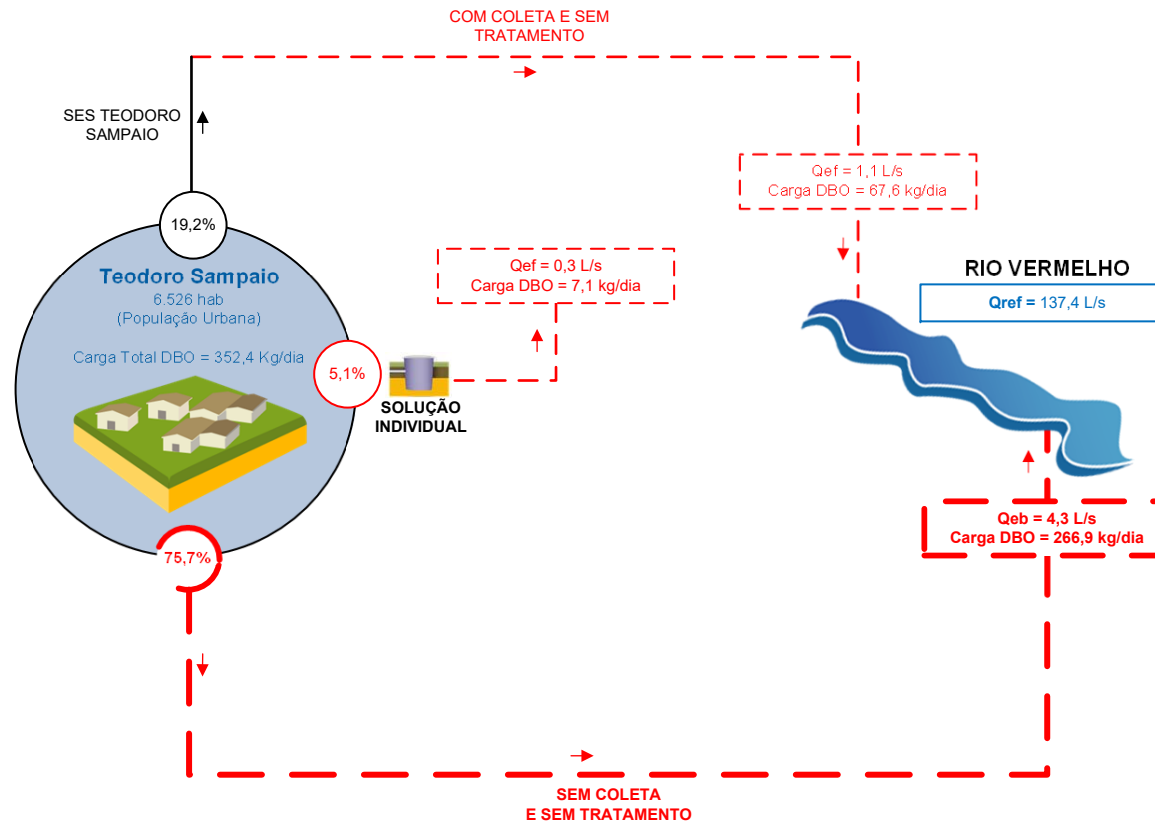 COM COLETA E SEM
TRATAMENTO
SES TEODORO
SAMPAIO
Qef = 1,1 L/s
Carga DBO = 67,6 kg/dia
19,2%
Qef = 0,3 L/s
Carga DBO = 7,1 kg/dia
Teodoro Sampaio
6.526 hab
(População Urbana)
Carga Total DBO = 352,4 Kg/dia
RIO VERMELHO
Qref = 137,4 L/s
5,1%
SOLUÇÃO
INDIVIDUAL
Qeb = 4,3 L/s
Carga DBO = 266,9 kg/dia
75,7%
SEM COLETA
E SEM TRATAMENTO